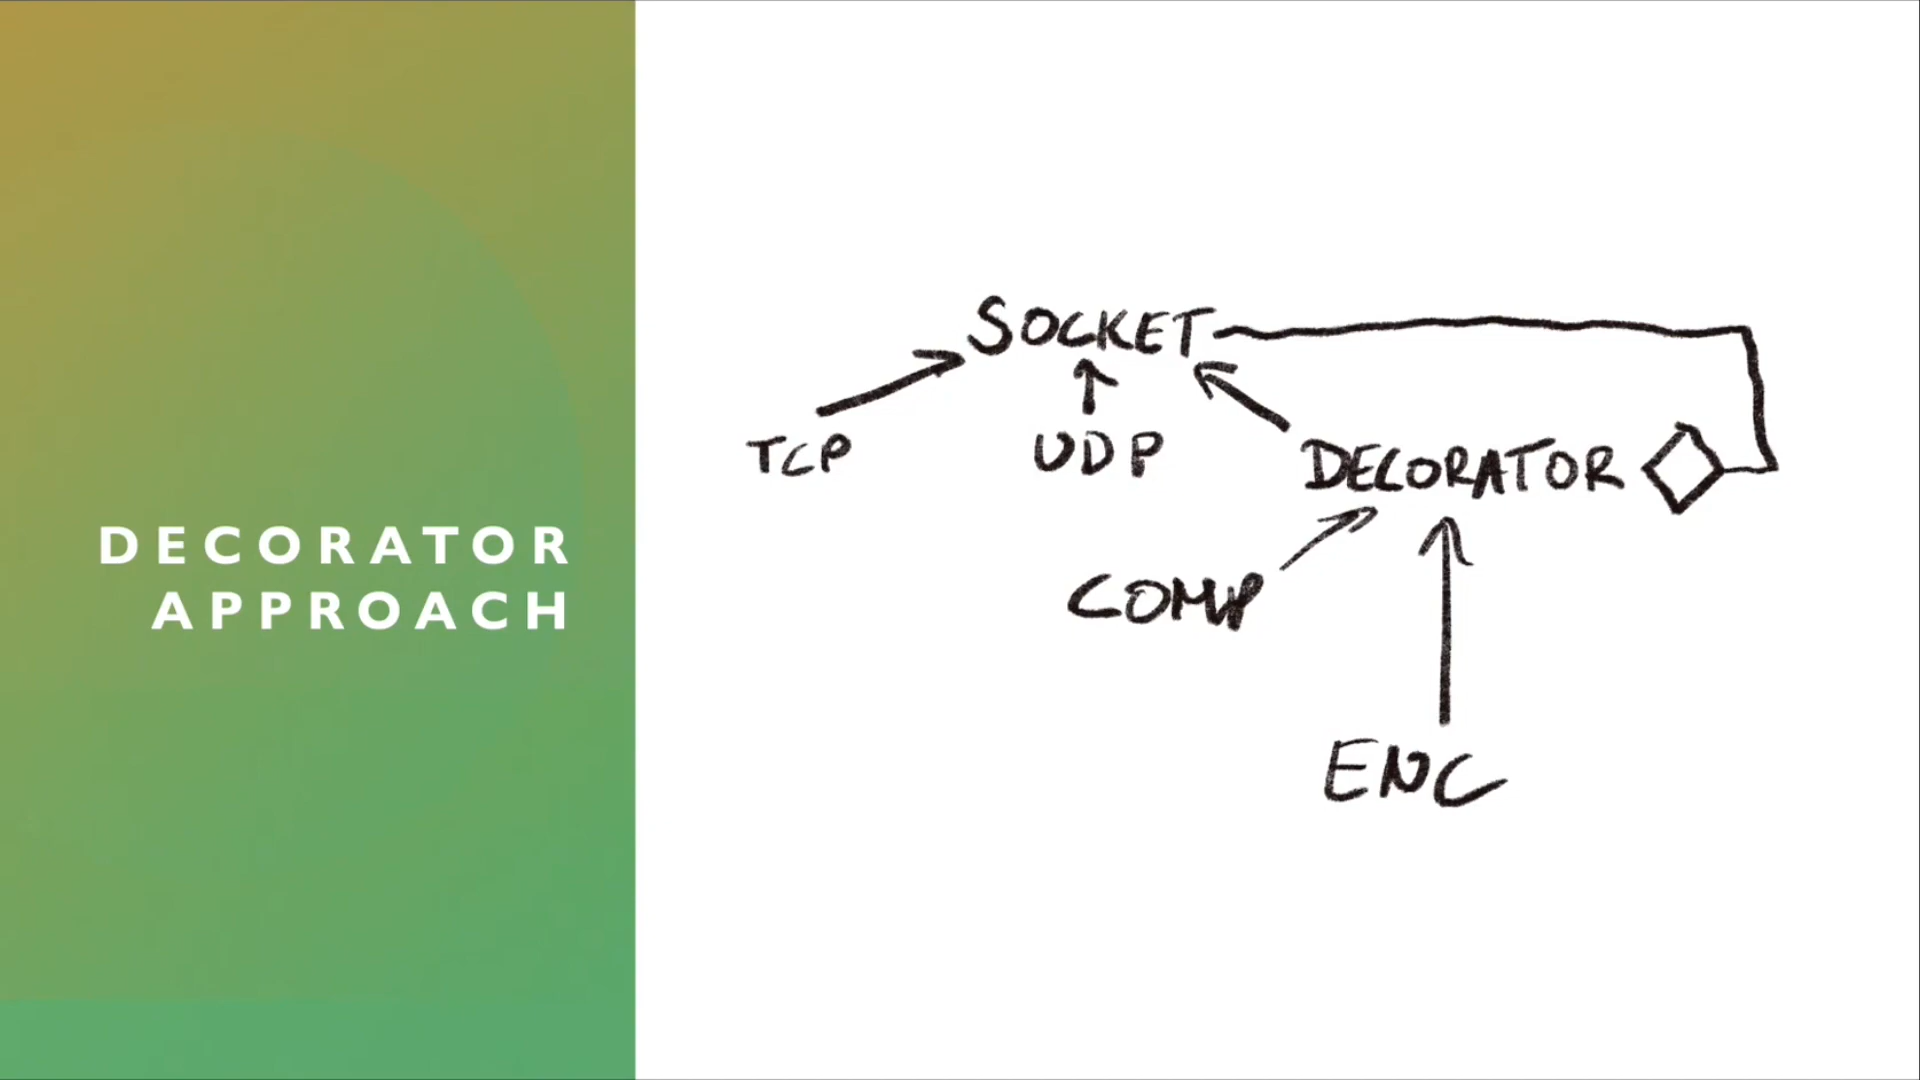 DECORATOR
APPROACH
SOCKET
TCP
UDP
DECORATOR
COMP
ENC